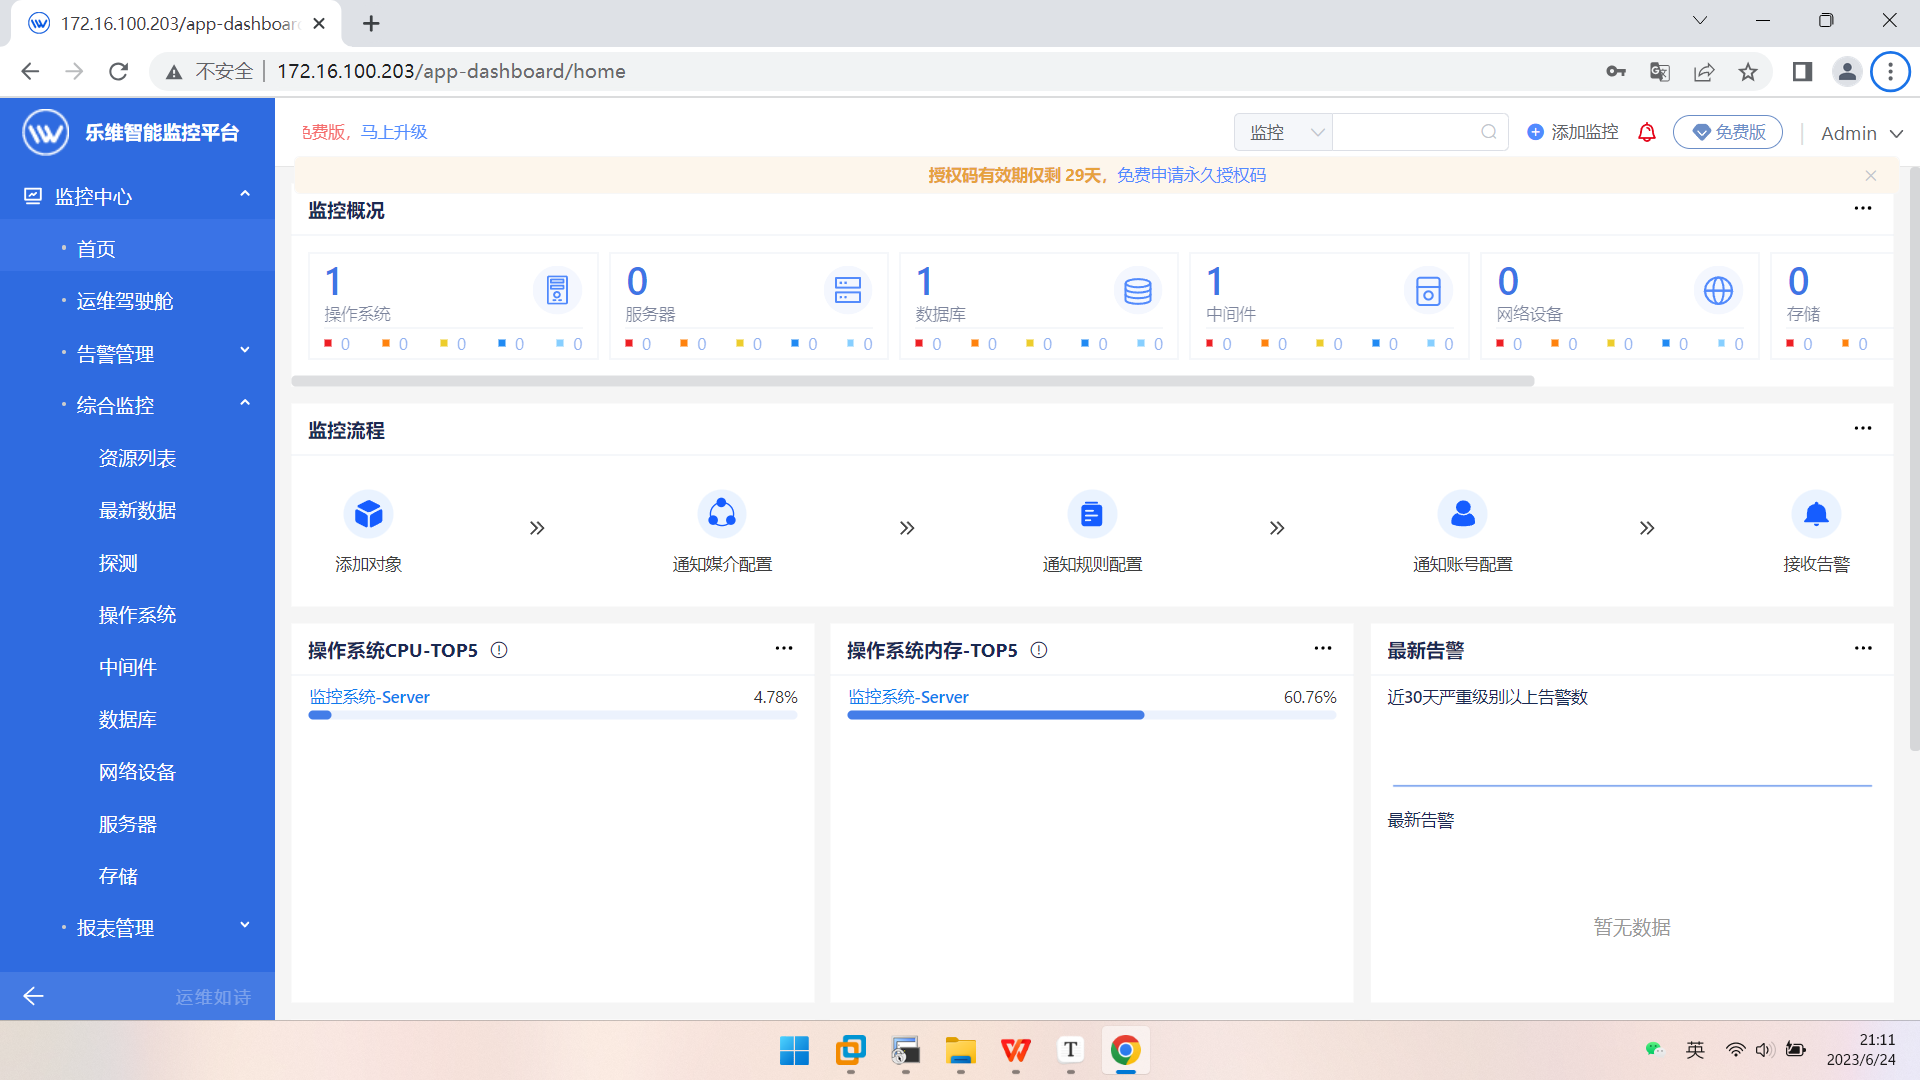 172.16.100.203/app-dashboar
不安全
172.16.100.203/app-dashboard/home
乐维智能监控平台
免费版，马上升级
监控
添加监控
免费版
Admin
授权码有效期仅剩 29天，免费申请永久授权码
监控中心
首页
运维驾驶舱
告警管理
综合监控
资源列表
最新数据
探测
操作系统
中间件
数据库
网络设备
服务器
存储
报表管理
运维如诗
监控概况
1
操作系统
0 0 0 0 0
0
服务器
0 0 0 0 0
1
数据库
0 0 0 0 0
1
中间件
0 0 0 0 0
0
网络设备
0 0 0 0 0
0
存储
0 0
监控流程
添加对象
通知媒介配置
通知规则配置
通知账号配置
接收告警
操作系统CPU-TOP5
监控系统-Server 4.78%
操作系统内存-TOP5
监控系统-Server 60.76%
最新告警
近30天严重级别以上告警数
最新告警
暂无数据
英
21:11
2023/6/24